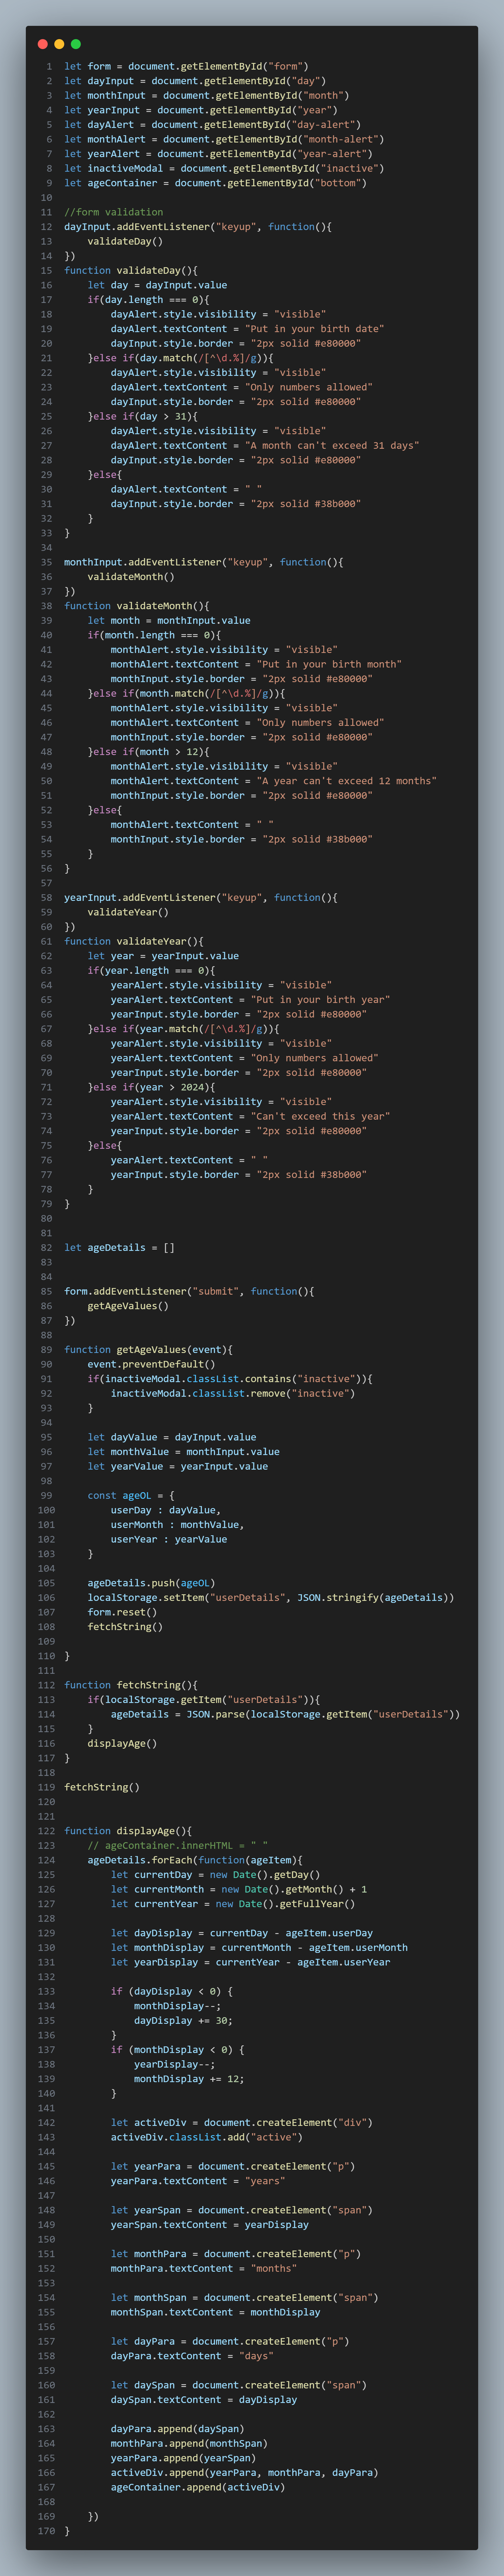 1 let form = document.getElementById("form")
2 let dayInput = document.getElementById("day")
3 let monthInput = document.getElementById("month")
4 let yearInput = document.getElementById("year")
5 let dayAlert = document.getElementById("day-alert")
6 let monthAlert = document.getElementById("month-alert")
7 let yearAlert = document.getElementById("year-alert")
8 let inactiveModal = document.getElementById("inactive")
9 let ageContainer = document.getElementById("bottom")
10
11 //form validation
12 dayInput.addEventListener("keyup", function(){
13     validateDay()
14 })
15 function validateDay(){
16     let day = dayInput.value
17     if(day.length === 0){
18         dayAlert.style.visibility = "visible"
19         dayAlert.textContent = "Put in your birth date"
20         dayInput.style.border = "2px solid #e80000"
21     }else if(day.match(/[^\d.%]/g)){
22         dayAlert.style.visibility = "visible"
23         dayAlert.textContent = "Only numbers allowed"
24         dayInput.style.border = "2px solid #e80000"
25     }else if(day > 31){
26         dayAlert.style.visibility = "visible"
27         dayAlert.textContent = "A month can't exceed 31 days"
28         dayInput.style.border = "2px solid #e80000"
29     }else{
30         dayAlert.textContent = " "
31         dayInput.style.border = "2px solid #38b000"
32     }
33 }
34
35 monthInput.addEventListener("keyup", function(){
36     validateMonth()
37 })
38 function validateMonth(){
39     let month = monthInput.value
40     if(month.length === 0){
41         monthAlert.style.visibility = "visible"
42         monthAlert.textContent = "Put in your birth month"
43         monthInput.style.border = "2px solid #e80000"
44     }else if(month.match(/[^\d.%]/g)){
45         monthAlert.style.visibility = "visible"
46         monthAlert.textContent = "Only numbers allowed"
47         monthInput.style.border = "2px solid #e80000"
48     }else if(month > 12){
49         monthAlert.style.visibility = "visible"
50         monthAlert.textContent = "A year can't exceed 12 months"
51         monthInput.style.border = "2px solid #e80000"
52     }else{
53         monthAlert.textContent = " "
54         monthInput.style.border = "2px solid #38b000"
55     }
56 }
57
58 yearInput.addEventListener("keyup", function(){
59     validateYear()
60 })
61 function validateYear(){
62     let year = yearInput.value
63     if(year.length === 0){
64         yearAlert.style.visibility = "visible"
65         yearAlert.textContent = "Put in your birth year"
66         yearInput.style.border = "2px solid #e80000"
67     }else if(year.match(/[^\d.%]/g)){
68         yearAlert.style.visibility = "visible"
69         yearAlert.textContent = "Only numbers allowed"
70         yearInput.style.border = "2px solid #e80000"
71     }else if(year > 2024){
72         yearAlert.style.visibility = "visible"
73         yearAlert.textContent = "Can't exceed this year"
74         yearInput.style.border = "2px solid #e80000"
75     }else{
76         yearAlert.textContent = " "
77         yearInput.style.border = "2px solid #38b000"
78     }
79 }
80
81
82 let ageDetails = []
83
84
85 form.addEventListener("submit", function(){
86     getAgeValues()
87 })
88
89 function getAgeValues(event){
90     event.preventDefault()
91     if(inactiveModal.classList.contains("inactive")){
92         inactiveModal.classList.remove("inactive")
93     }
94
95     let dayValue = dayInput.value
96     let monthValue = monthInput.value
97     let yearValue = yearInput.value
98
99     const ageOL = {
100         userDay : dayValue,
101         userMonth : monthValue,
102         userYear : yearValue
103     }
104
105     ageDetails.push(ageOL)
106     localStorage.setItem("userDetails", JSON.stringify(ageDetails))
107     form.reset()
108     fetchString()
109
110 }
111
112 function fetchString(){
113     if(localStorage.getItem("userDetails")){
114         ageDetails = JSON.parse(localStorage.getItem("userDetails"))
115     }
116     displayAge()
117 }
118
119 fetchString()
120
121
122 function displayAge(){
123     // ageContainer.innerHTML = " "
124     ageDetails.forEach(function(ageItem){
125         let currentDay = new Date().getDay()
126         let currentMonth = new Date().getMonth() + 1
127         let currentYear = new Date().getFullYear()
128
129         let dayDisplay = currentDay - ageItem.userDay
130         let monthDisplay = currentMonth - ageItem.userMonth
131         let yearDisplay = currentYear - ageItem.userYear
132
133         if (dayDisplay < 0) {
134             monthDisplay--;
135             dayDisplay += 30;
136         }
137         if (monthDisplay < 0) {
138             yearDisplay--;
139             monthDisplay += 12;
140         }
141
142         let activeDiv = document.createElement("div")
143         activeDiv.classList.add("active")
144
145         let yearPara = document.createElement("p")
146         yearPara.textContent = "years"
147
148         let yearSpan = document.createElement("span")
149         yearSpan.textContent = yearDisplay
150
151         let monthPara = document.createElement("p")
152         monthPara.textContent = "months"
153
154         let monthSpan = document.createElement("span")
155         monthSpan.textContent = monthDisplay
156
157         let dayPara = document.createElement("p")
158         dayPara.textContent = "days"
159
160         let daySpan = document.createElement("span")
161         daySpan.textContent = dayDisplay
162
163         dayPara.append(daySpan)
164         monthPara.append(monthSpan)
165         yearPara.append(yearSpan)
166         activeDiv.append(yearPara, monthPara, dayPara)
167         ageContainer.append(activeDiv)
168
169     })
170 }